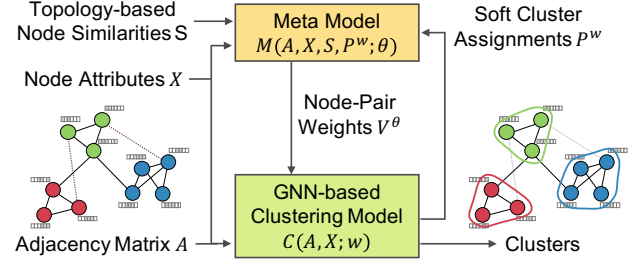 Topology-based
Node Similarities S
Meta Model
M(A, X, S, P^w; θ)
Soft Cluster
Assignments P^w
Node Attributes X
Node-Pair
Weights V^θ
GNN-based
Clustering Model
C(A, X; w)
Adjacency Matrix A
Clusters